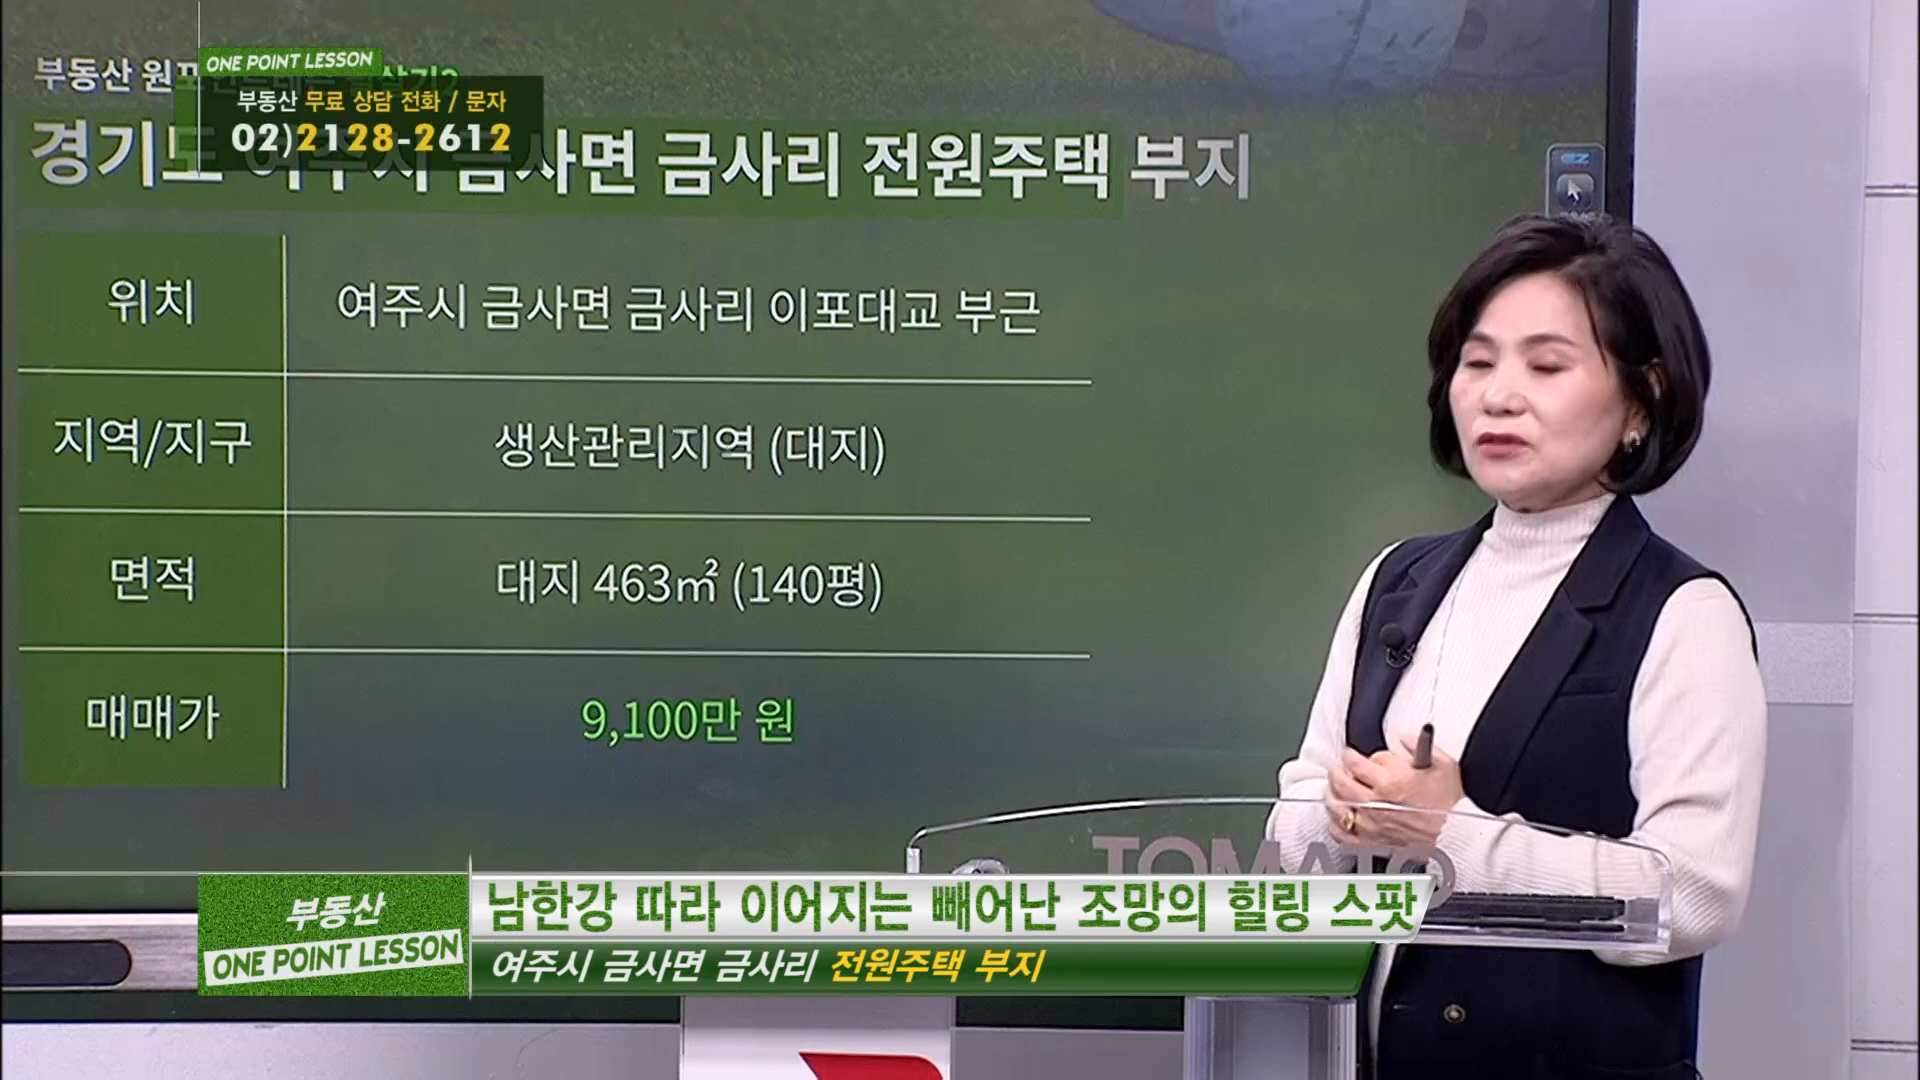 ONE POINT LESSON
부동산 무료 상담 전화 / 문자
02)2128-2612
부동산
경기도 여주시 금사면 금사리 전원주택 부지
위치
여주시 금사면 금사리 이포대교 부근
지역/지구
생산관리지역 (대지)
면적
대지 463㎡ (140평)
매매가
9,100만 원
TOMATO
부동산
ONE POINT LESSON
남한강 따라 이어지는 빼어난 조망의 힐링 스팟
여주시 금사면 금사리 전원주택 부지